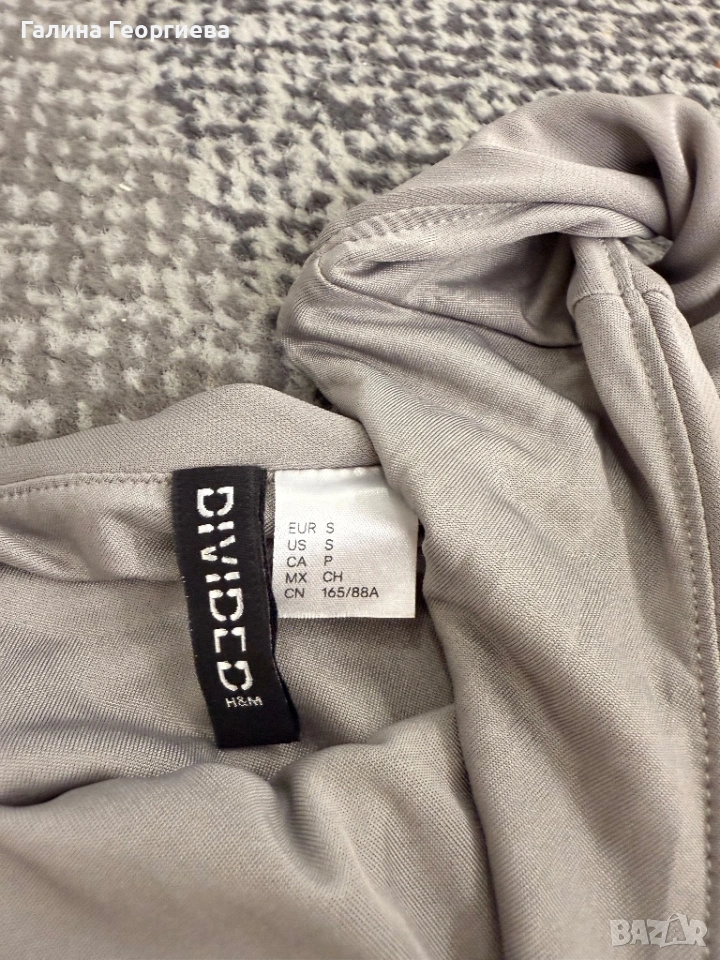 Галина Георгиева
DIVIDED
H&M
EUR S
US S
CA P
MX CH
CN 165/88A
BAZAR